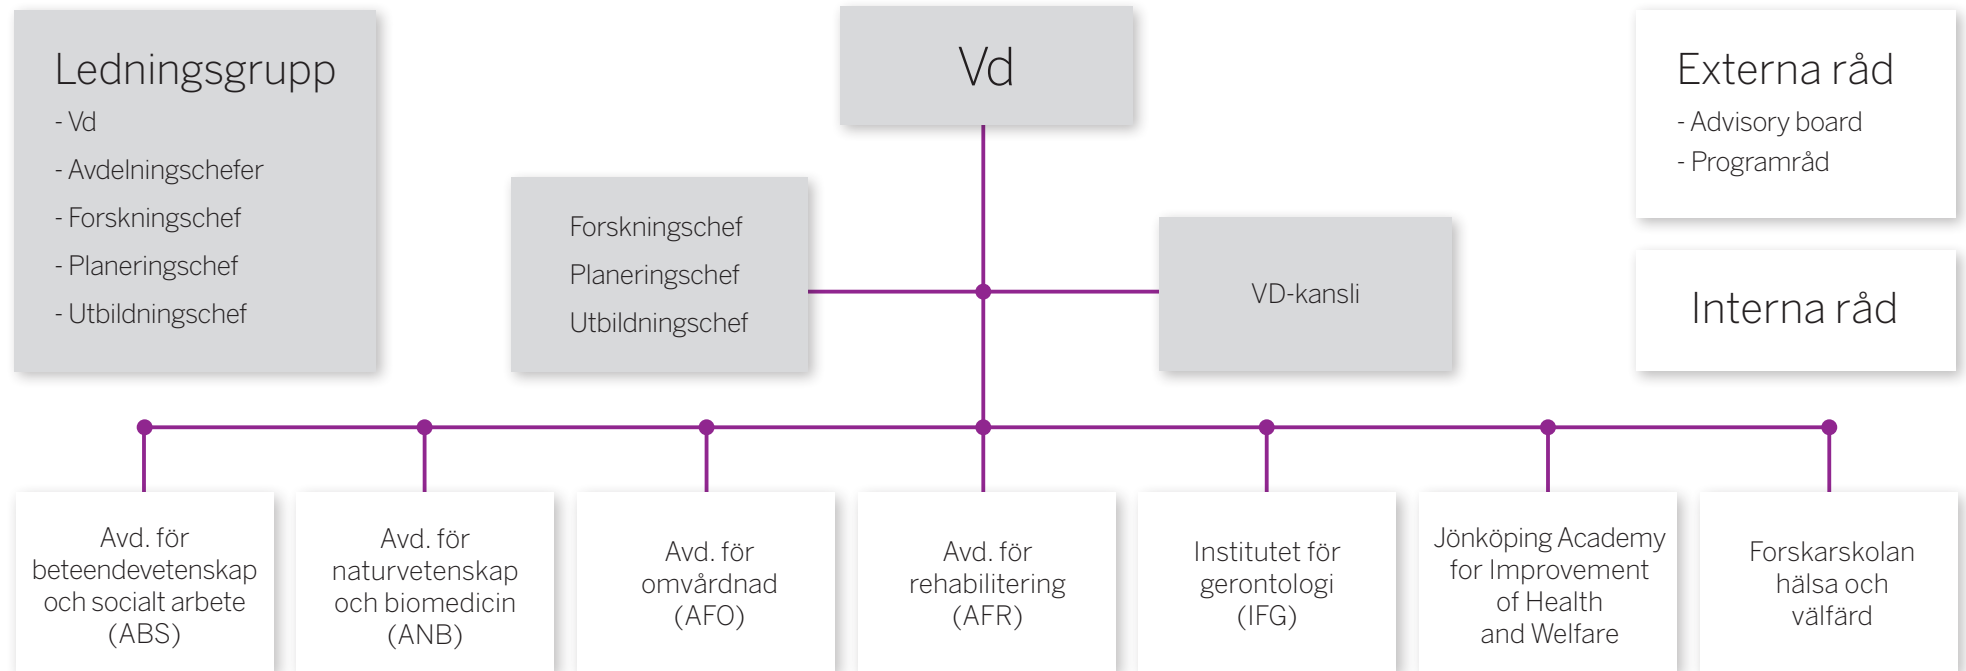 Ledningsgrupp
- Vd
- Avdelningschefer
- Forskningschef
- Planeringschef
- Utbildningschef
Vd
Forskningschef
Planeringschef
Utbildningschef
VD-kansli
Externa råd
- Advisory board
- Programråd
Interna råd
Avd. för
beteendevetenskap
och socialt arbete
(ABS)
Avd. för
naturvetenskap
och biomedicin
(ANB)
Avd. för
omvårdnad
(AFO)
Avd. för
rehabilitering
(AFR)
Institutet för
gerontologi
(IFG)
Jönköping Academy
for Improvement
of Health
and Welfare
Forskarskolan
hälsa och
välfärd